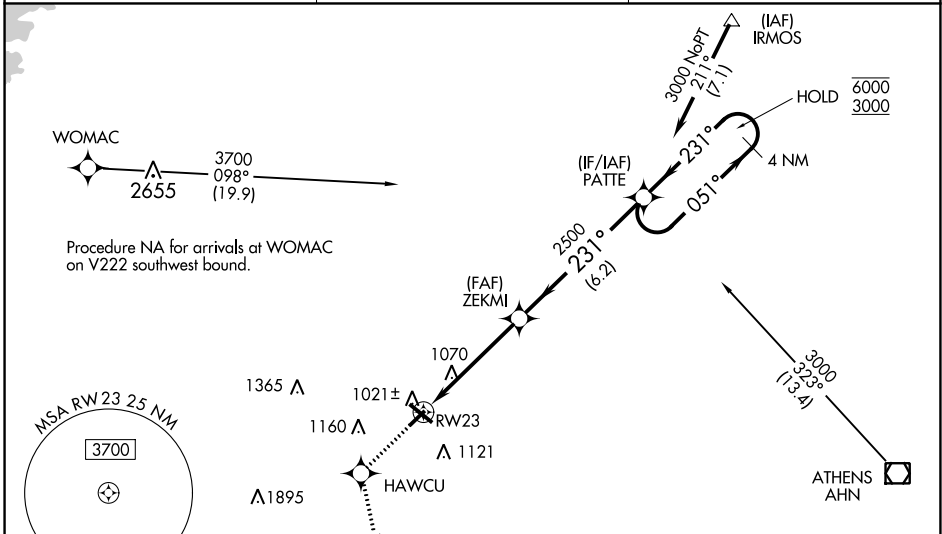 (IAF)
IRMOS
3000 NoPT
211°
(7.1)
HOLD
6000
3000
4 NM
231°
051°
(IF/IAF)
PATTE
WOMAC
2655
3700
098°
(19.9)
Procedure NA for arrivals at WOMAC
on V222 southwest bound.
2500
231°
(6.2)
(FAF)
ZEKMI
1070
1365
1021±
RW23
1160
1121
HAWCU
1895
MSA RW 23 25 NM
3700
3000
323°
(13.4)
ATHENS
AHN